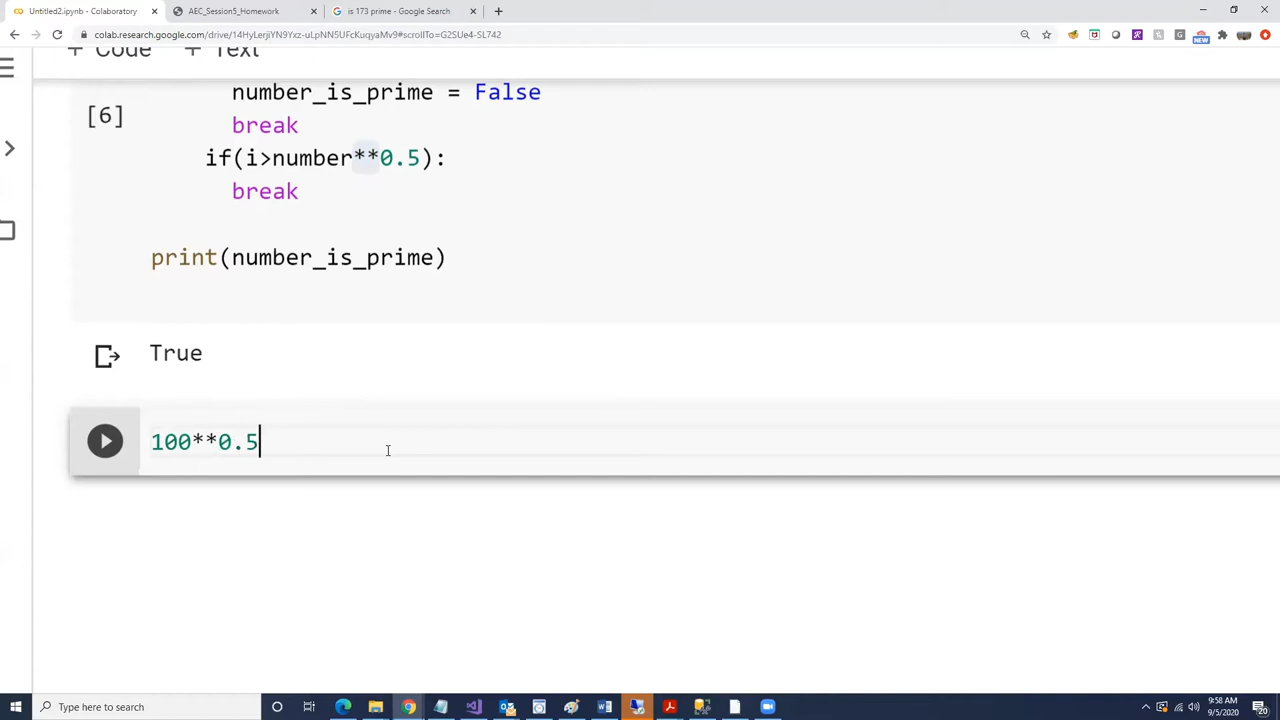 Untitled2.ipynb - Colaboratory
AEC_Session5_Homework
is 173 prime - Google Search
colab.research.google.com/drive/14HyLerjiYN9Yxz-uLpNN5UFcKuqyaMv9#scrollTo=G2SUe4-SL742
NEW
+ Code + Text
number_is_prime = False
[6]
break
if(i>number**0.5):
break
print(number_is_prime)
True
100**0.5
Type here to search
9:58 AM
9/5/2020